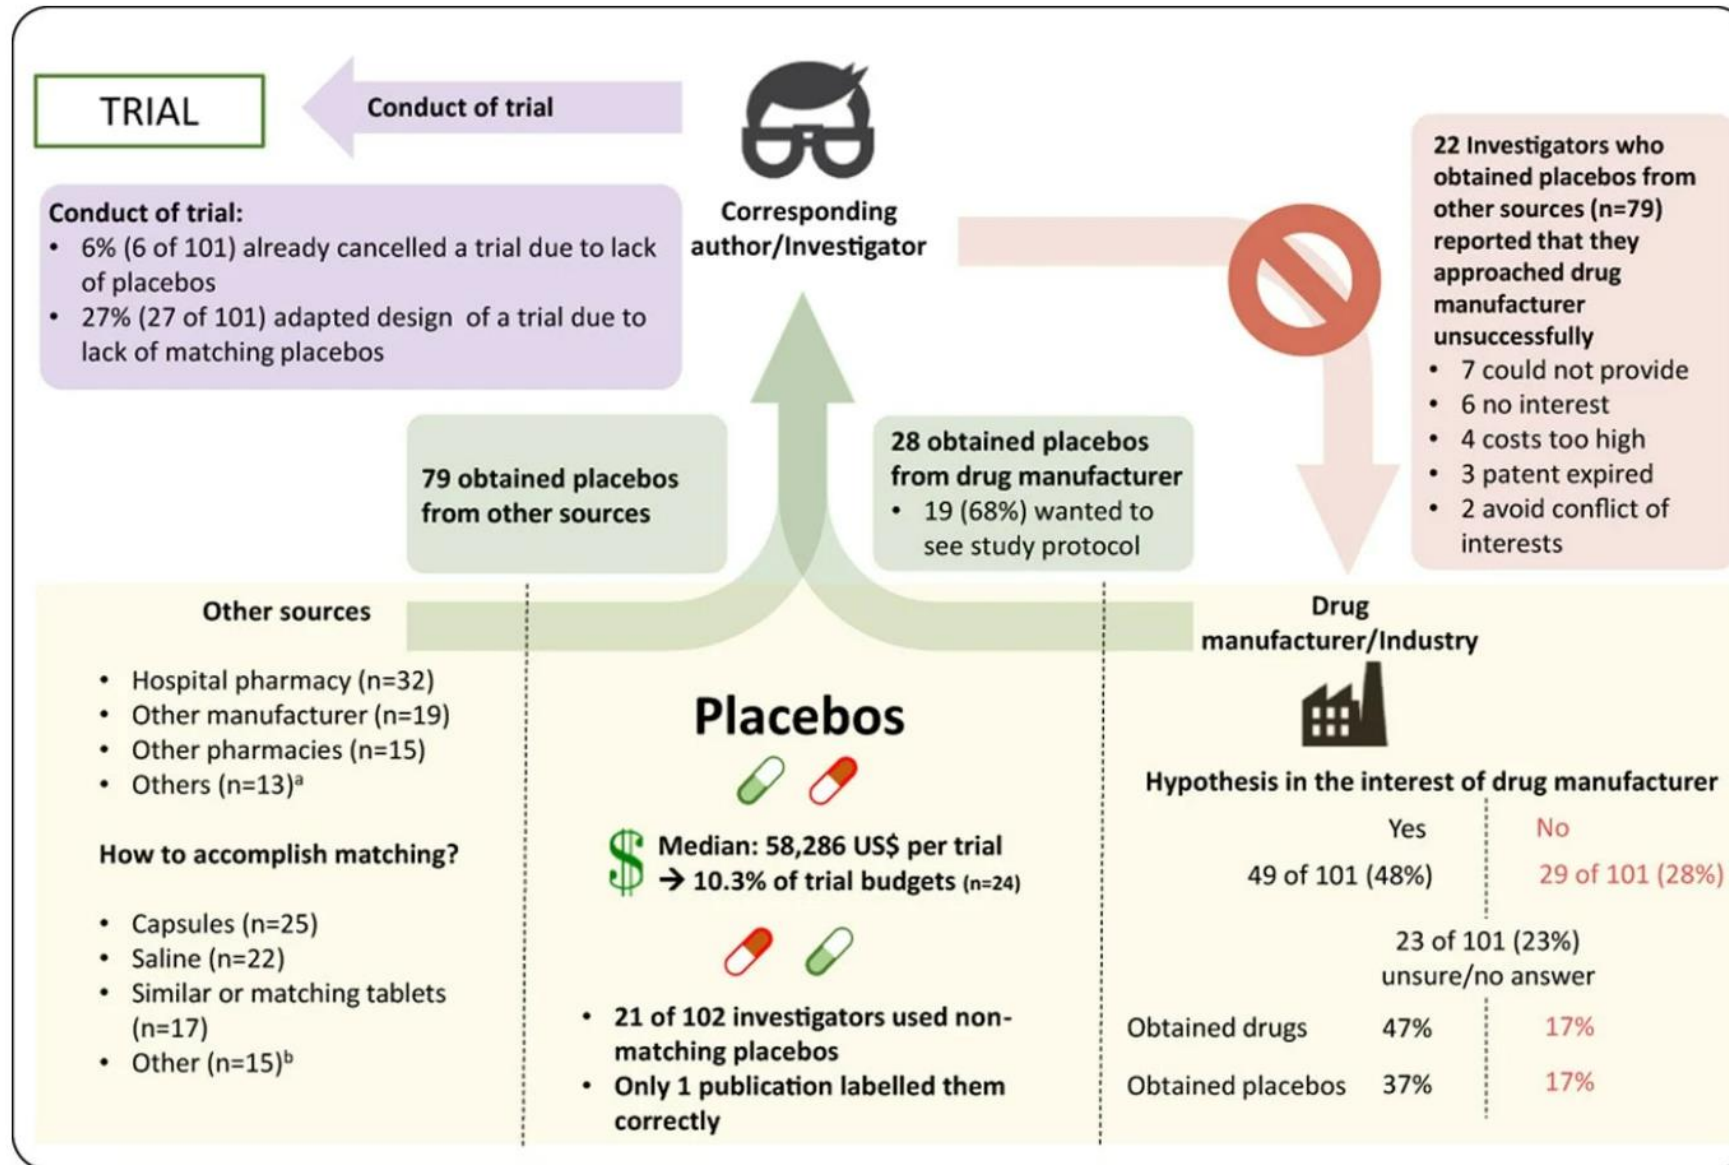 TRIAL
Conduct of trial
Conduct of trial:
• 6% (6 of 101) already cancelled a trial due to lack
of placebos
• 27% (27 of 101) adapted design of a trial due to
lack of matching placebos
Corresponding
author/Investigator
22 Investigators who
obtained placebos from
other sources (n=79)
reported that they
approached drug
manufacturer
unsuccessfully
• 7 could not provide
• 6 no interest
• 4 costs too high
• 3 patent expired
• 2 avoid conflict of
interests
79 obtained placebos
from other sources
28 obtained placebos
from drug manufacturer
• 19 (68%) wanted to
see study protocol
Other sources
• Hospital pharmacy (n=32)
• Other manufacturer (n=19)
• Other pharmacies (n=15)
• Others (n=13)ᵃ
How to accomplish matching?
• Capsules (n=25)
• Saline (n=22)
• Similar or matching tablets
(n=17)
• Other (n=15)ᵇ
Placebos
$ Median: 58,286 US$ per trial
→ 10.3% of trial budgets (n=24)
• 21 of 102 investigators used non-
matching placebos
• Only 1 publication labelled them
correctly
Drug
manufacturer/Industry
Hypothesis in the interest of drug manufacturer
Yes No
49 of 101 (48%) 29 of 101 (28%)
23 of 101 (23%)
unsure/no answer
Obtained drugs 47% 17%
Obtained placebos 37% 17%